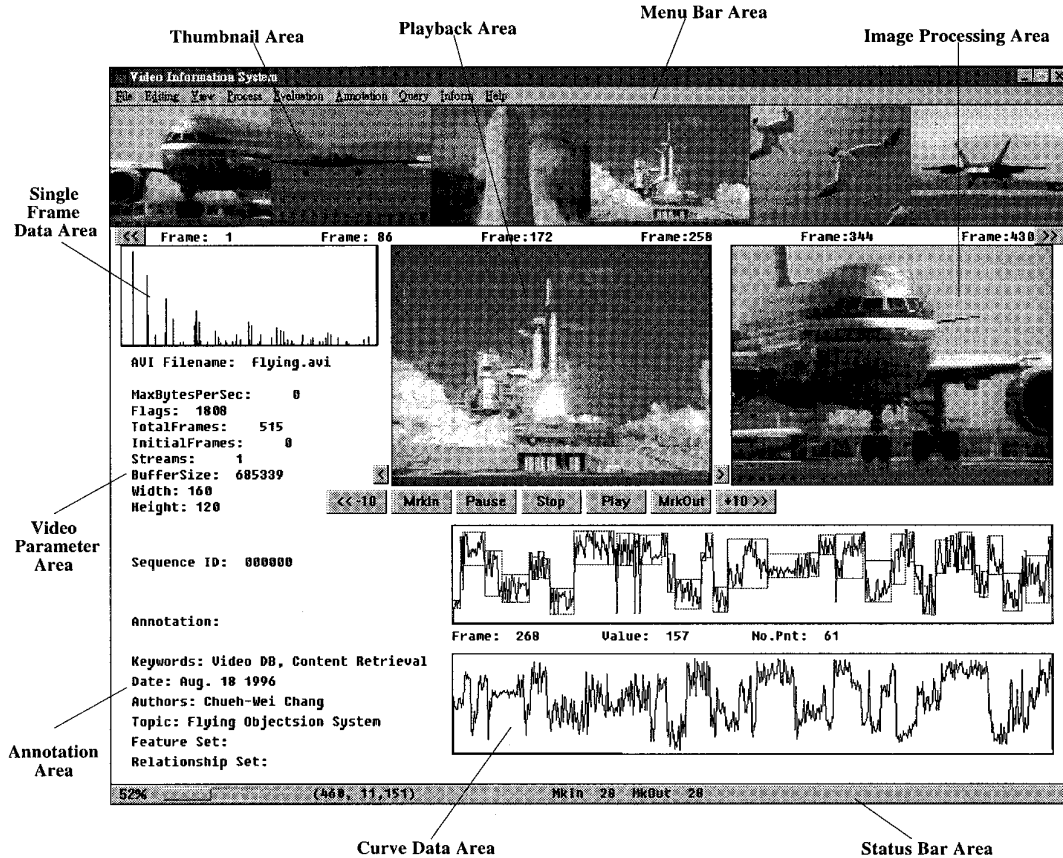 Menu Bar Area
Thumbnail Area
Playback Area
Image Processing Area
Video Information System
File Editing View Process Evaluation Annotation Query Inform Help
Single
Frame
Data Area
<< Frame: 1 Frame: 86 Frame:172 Frame:258 Frame:344 Frame:430 >>
AVI Filename: flying.avi
MaxBytesPerSec: 0
Flags: 1808
TotalFrames: 515
InitialFrames: 0
Streams: 1
BufferSize: 685339
Width: 160
Height: 120
< >
<< -10 MrkIn Pause Stop Play MrkOut +10 >>
Video
Parameter
Area
Sequence ID: 000000
Annotation:
Frame: 260 Value: 157 No.Pnt: 61
Keywords: Video DB, Content Retrieval
Date: Aug. 18 1996
Authors: Chueh-Wei Chang
Topic: Flying Objectsion System
Feature Set:
Relationship Set:
Annotation
Area
52% (460, 11,151) MkIn 20 MkOut 20
Curve Data Area
Status Bar Area